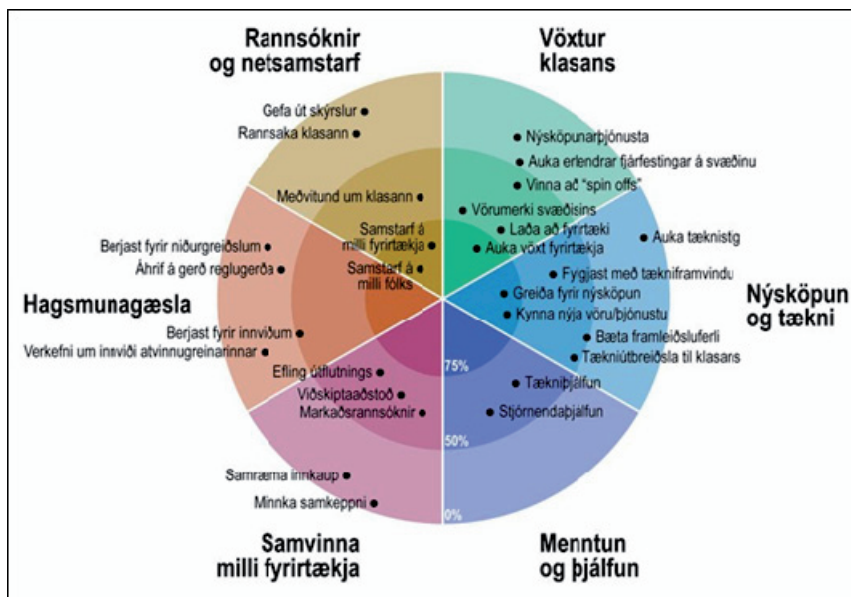 Rannsóknir
og netsamstarf
Vöxtur
klasans
Gefa út skýrslur
Rannsaka klasann
Meðvitund um klasann
Samstarf á
milli fyrirtækja
Samstarf á
milli fólks
Nýsköpunarþjónusta
Auka erlendrar fjárfestingar á svæðinu
Vinna að "spin offs"
Vörumerki svæðisins
Laða að fyrirtæki
Auka vöxt fyrirtækja
Berjast fyrir niðurgreiðslum
Áhrif á gerð reglugerða
Hagsmunagæsla
Berjast fyrir innviðum
Verkefni um innviði atvinnugreinarinnar
Auka tæknistig
Fygjast með tækniframvindu
Greiða fyrir nýsköpun
Kynna nýja vöru/þjónustu
Nýsköpun
og tækni
Bæta framleiðsluferli
Tækniútbreiðsla til klasans
Efling útflutnings
Viðskiptaaðstoð
Markaðsrannsóknir
Samræma innkaup
Minnka samkeppni
75%
Tækniþjálfun
Stjórnendaþjálfun
50%
0%
Samvinna
milli fyrirtækja
Menntun
og þjálfun